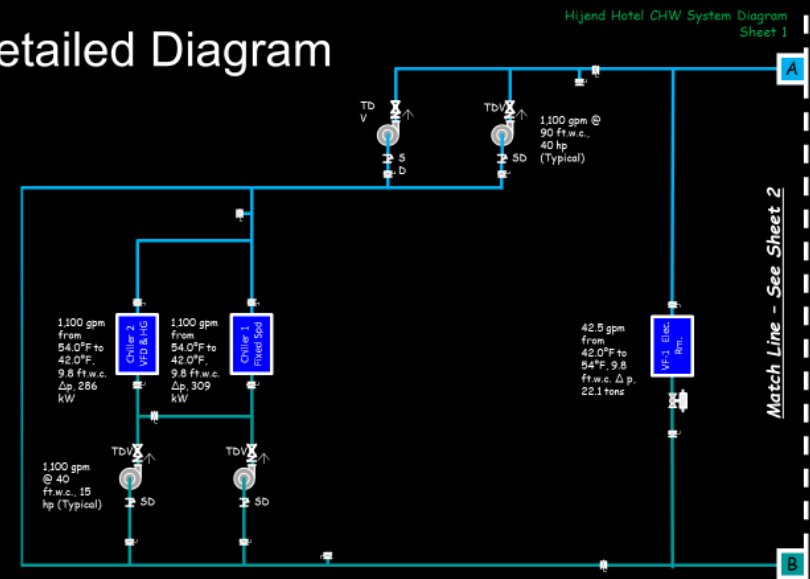 Hijend Hotel CHW System Diagram
Sheet 1
etailed Diagram
A
TD
V
TDV
1,100 gpm @
90 ft.w.c.,
40 hp
(Typical)
S
D
SD
Match Line - See Sheet 2
1,100 gpm
from
54.0°F to
42.0°F,
9.8 ft.w.c.
Δp, 286
kW
Chiller 2
VFD & HG
1,100 gpm
from
54.0°F to
42.0°F,
9.8 ft.w.c.
Δp, 309
kW
Chiller 1
Fixed Spd
42.5 gpm
from
42.0°F to
54°F, 9.8
ft.w.c. Δ p,
22.1 tons
VF-1 Elec.
Rm.
TDV
TDV
1,100 gpm
@ 40
ft.w.c., 15
hp (Typical)
SD
SD
B